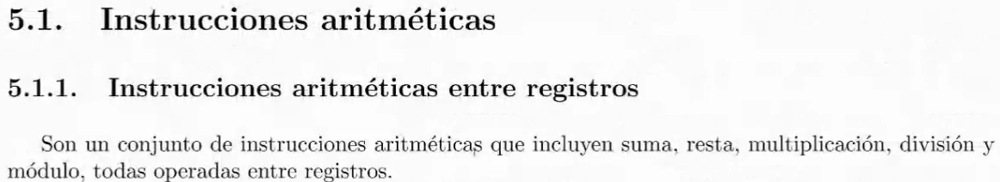 5.1. Instrucciones aritméticas
5.1.1. Instrucciones aritméticas entre registros
Son un conjunto de instrucciones aritméticas que incluyen suma, resta, multiplicación, división y
módulo, todas operadas entre registros.